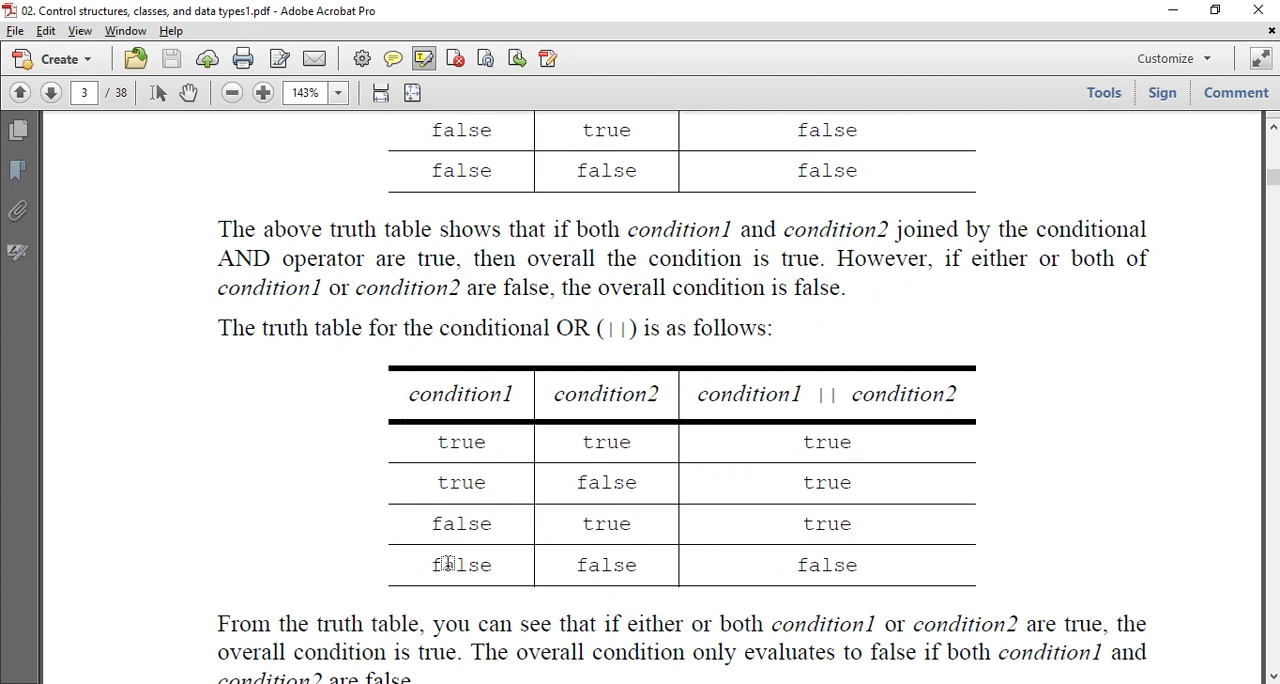 02. Control structures, classes, and data types1.pdf - Adobe Acrobat Pro
File Edit View Window Help
Create
Customize
3 / 38
143%
Tools Sign Comment
false true false
false false false
The above truth table shows that if both condition1 and condition2 joined by the conditional
AND operator are true, then overall the condition is true. However, if either or both of
condition1 or condition2 are false, the overall condition is false.
The truth table for the conditional OR (||) is as follows:
condition1 condition2 condition1 || condition2
true true true
true false true
false true true
false false false
From the truth table, you can see that if either or both condition1 or condition2 are true, the
overall condition is true. The overall condition only evaluates to false if both condition1 and
condition2 are false.